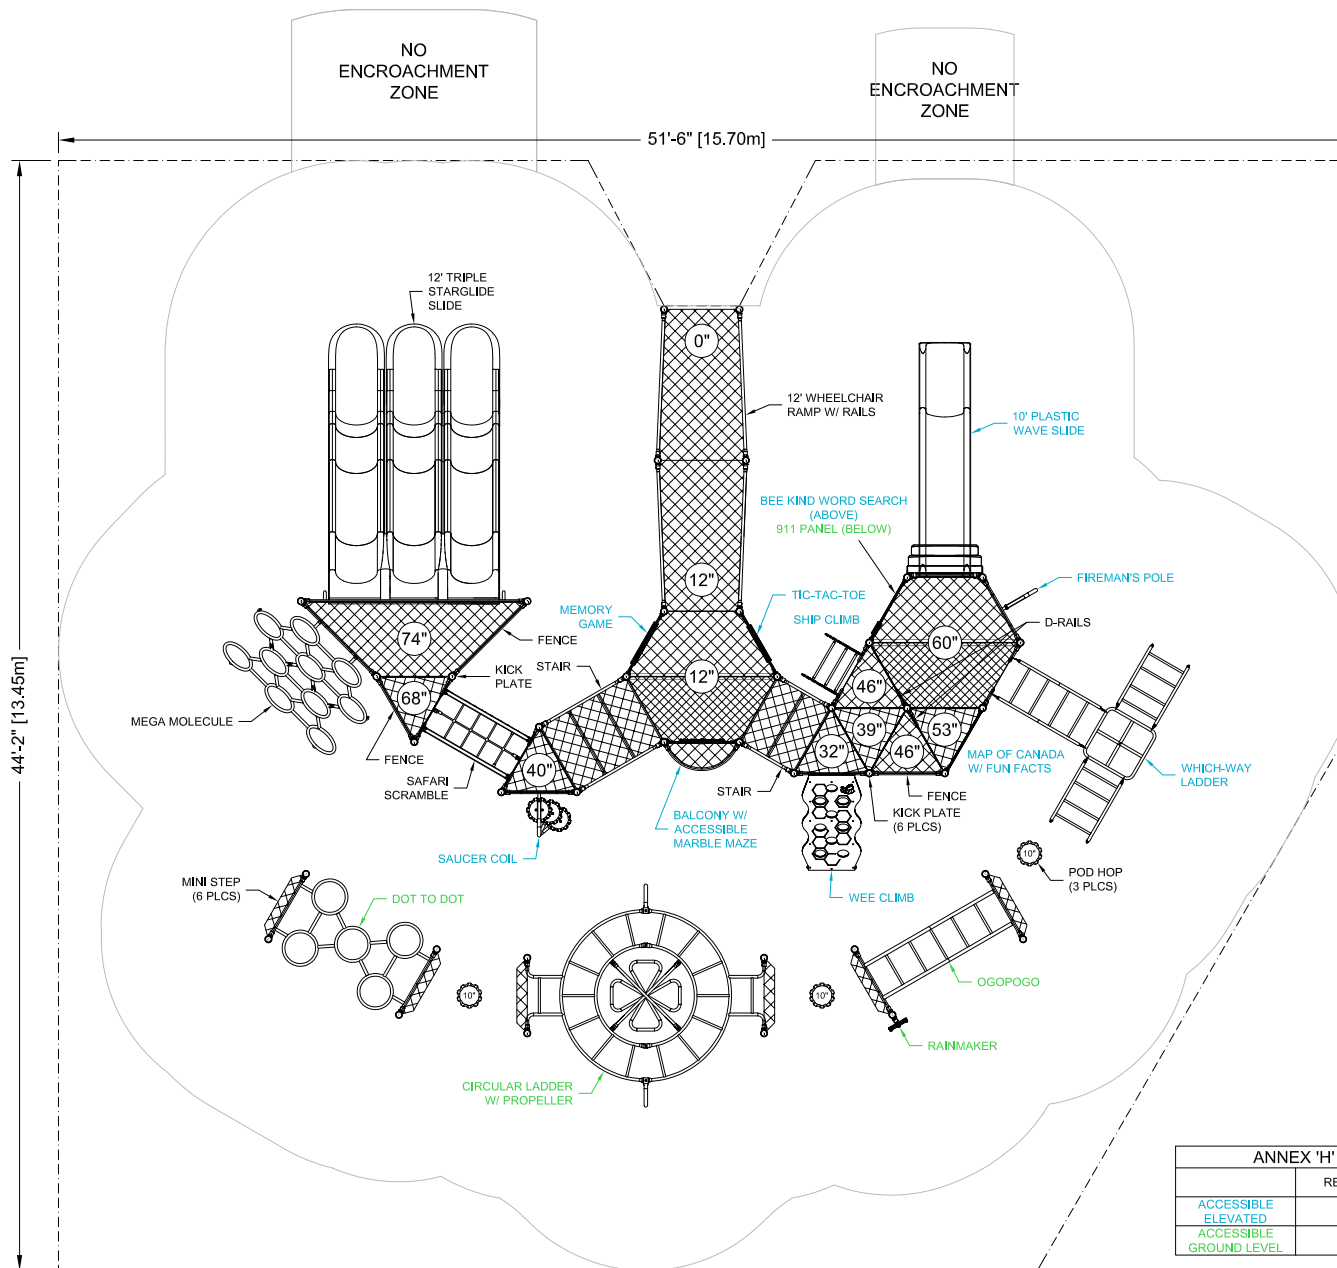 NO
ENCROACHMENT
ZONE
NO
ENCROACHMENT
ZONE
51'-6" [15.70m]
44'-2" [13.45m]
12' TRIPLE
STARGLIDE
SLIDE
0"
12' WHEELCHAIR
RAMP W/ RAILS
10' PLASTIC
WAVE SLIDE
BEE KIND WORD SEARCH
(ABOVE)
911 PANEL (BELOW)
12"
FIREMAN'S POLE
TIC-TAC-TOE
MEMORY
GAME
SHIP CLIMB
D-RAILS
74"
FENCE
60"
STAIR
KICK
PLATE
12"
68"
46"
MEGA MOLECULE
39"
53"
32"
46"
FENCE
MAP OF CANADA
W/ FUN FACTS
WHICH-WAY
LADDER
40"
SAFARI
SCRAMBLE
STAIR
FENCE
KICK PLATE
(6 PLCS)
BALCONY W/
ACCESSIBLE
MARBLE MAZE
SAUCER COIL
10"
POD HOP
(3 PLCS)
MINI STEP
(6 PLCS)
DOT TO DOT
WEE CLIMB
OGOPOGO
10"
10"
RAINMAKER
CIRCULAR LADDER
W/ PROPELLER
ANNEX 'H'
RE
ACCESSIBLE
ELEVATED
ACCESSIBLE
GROUND LEVEL